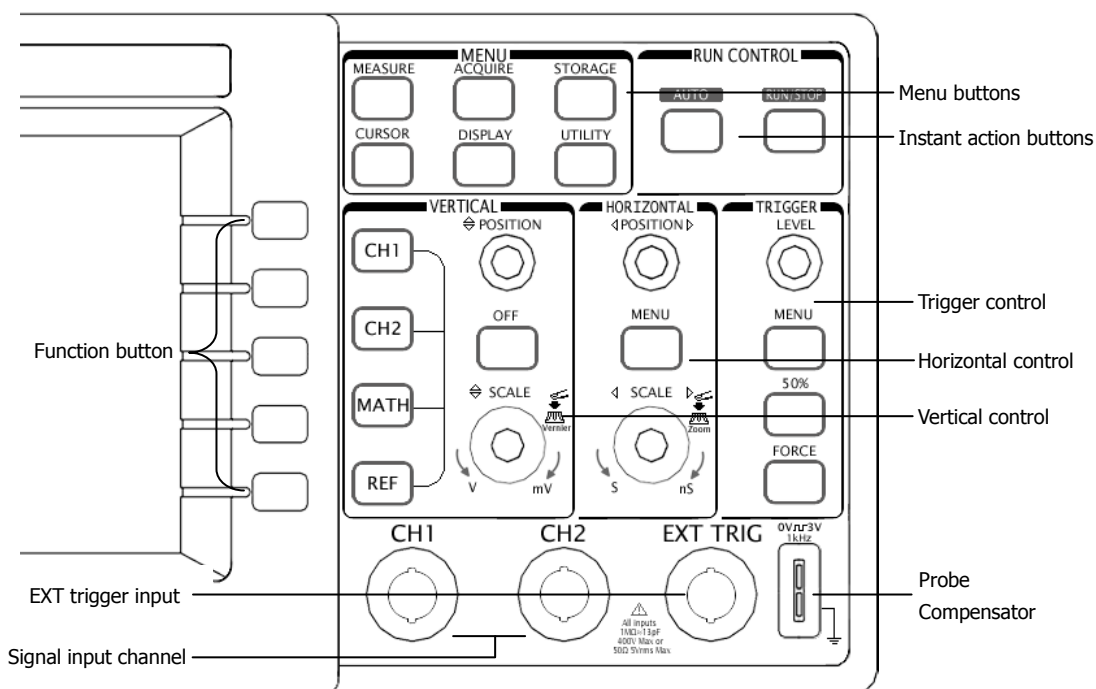 MENU
RUN CONTROL
MEASURE
ACQUIRE
STORAGE
AUTO
RUN/STOP
Menu buttons
Instant action buttons
CURSOR
DISPLAY
UTILITY
VERTICAL
HORIZONTAL
TRIGGER
POSITION
POSITION
LEVEL
CH1
OFF
MENU
MENU
Trigger control
CH2
Function button
Horizontal control
50%
SCALE
SCALE
Vernier
Zoom
MATH
Vertical control
FORCE
REF
V
mV
S
nS
CH1
CH2
EXT TRIG
0V 3V
1kHz
Probe
Compensator
EXT trigger input
All inputs
1MΩ≈13pF
400V Max or
50Ω 5Vrms Max
Signal input channel